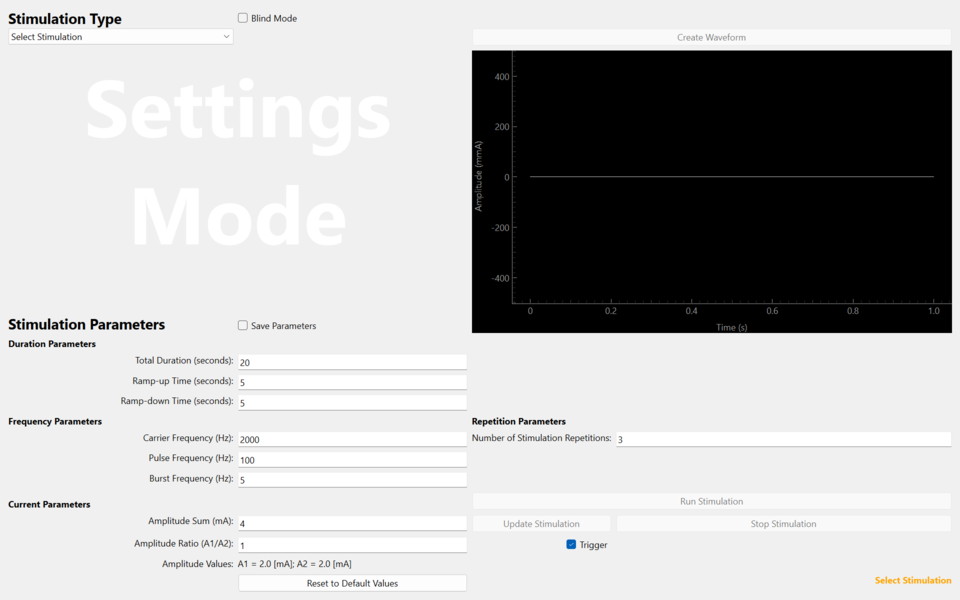 Stimulation Type
Blind Mode
Select Stimulation
Create Waveform
Settings
Mode
400
200
0
-200
-400
Amplitude (mmA)
0 0.2 0.4 0.6 0.8 1.0
Time (s)
Stimulation Parameters
Save Parameters
Duration Parameters
Total Duration (seconds): 20
Ramp-up Time (seconds): 5
Ramp-down Time (seconds): 5
Frequency Parameters
Carrier Frequency (Hz): 2000
Pulse Frequency (Hz): 100
Burst Frequency (Hz): 5
Repetition Parameters
Number of Stimulation Repetitions: 3
Current Parameters
Amplitude Sum (mA): 4
Amplitude Ratio (A1/A2): 1
Amplitude Values: A1 = 2.0 [mA]; A2 = 2.0 [mA]
Reset to Default Values
Run Stimulation
Update Stimulation
Stop Stimulation
Trigger
Select Stimulation